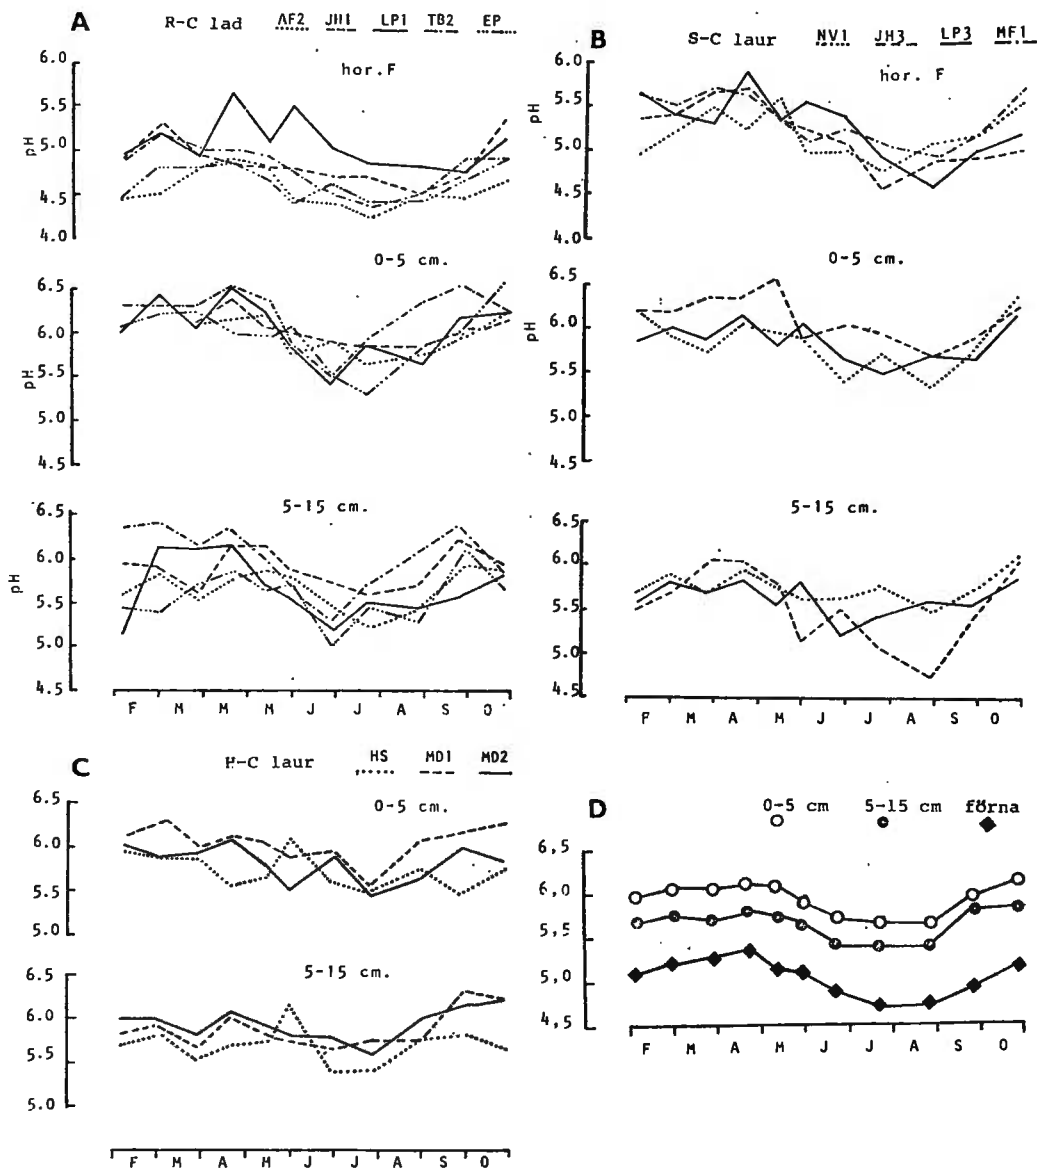 A R-C lad AF2 JH1 LP1 TB2 EP
hor.F
6.0
5.5
5.0
4.5
4.0
pH
0-5 cm.
6.5
6.0
5.5
5.0
4.5
pH
5-15 cm.
6.5
6.0
5.5
5.0
4.5
pH
F M M M J J A S O
B S-C laur NV1 JH3 LP3 MF1
hor. F
6.0
5.5
5.0
4.5
4.0
pH
0-5 cm.
6.5
6.0
5.5
5.0
4.5
pH
5-15 cm.
6.5
6.0
5.5
5.0
4.5
F M A M J J A S O
C H-C laur HS MD1 MD2
0-5 cm.
6.5
6.0
5.5
5.0
5-15 cm.
6.5
6.0
5.5
5.0
F M A M J J A S O
D 0-5 cm 5-15 cm förna
6,5
6,0
5,5
5,0
4,5
F M A M J J A S O